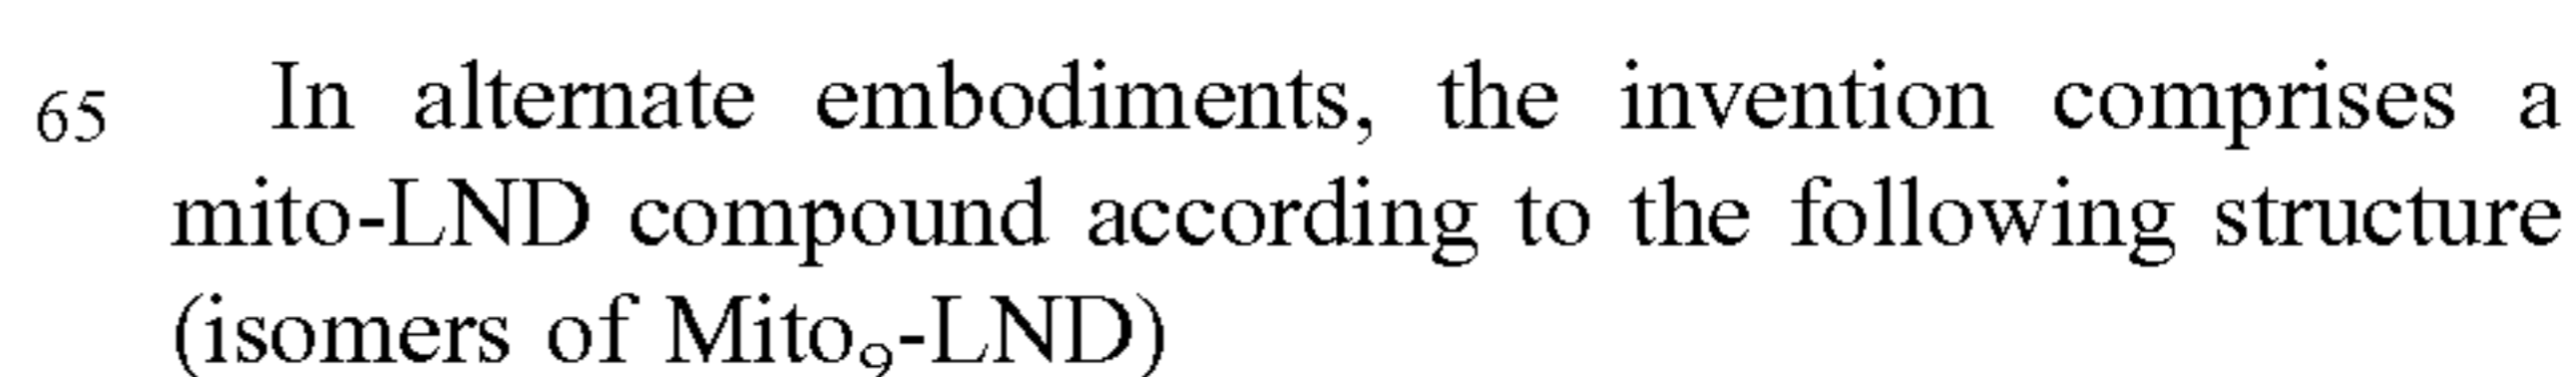 65 In alternate embodiments, the invention comprises a
mito-LND compound according to the following structure
(isomers of Mito₉-LND)